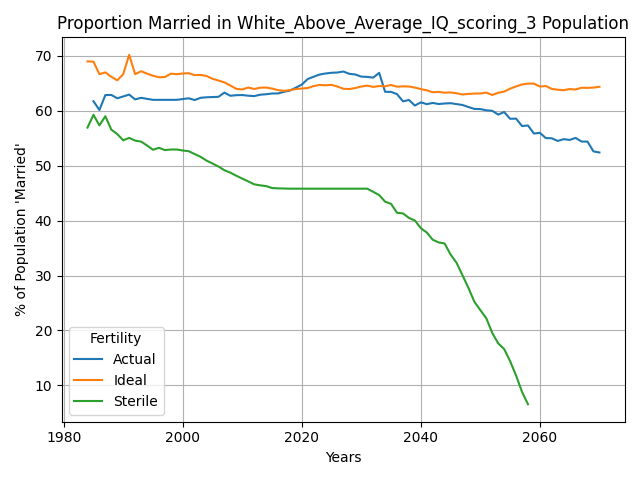 Proportion Married in White_Above_Average_IQ_scoring_3 Population
% of Population 'Married'
70
60
50
40
30
20
10
Fertility
Actual
Ideal
Sterile
1980
2000
2020
2040
2060
Years